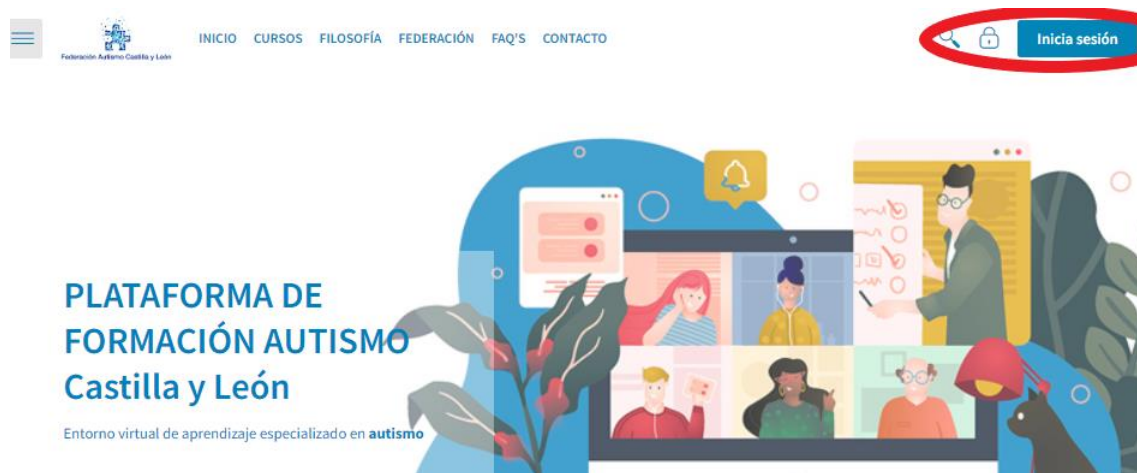 Federación Autismo Castilla y León
INICIO CURSOS FILOSOFÍA FEDERACIÓN FAQ'S CONTACTO
Inicia sesión
PLATAFORMA DE
FORMACIÓN AUTISMO
Castilla y León
Entorno virtual de aprendizaje especializado en autismo